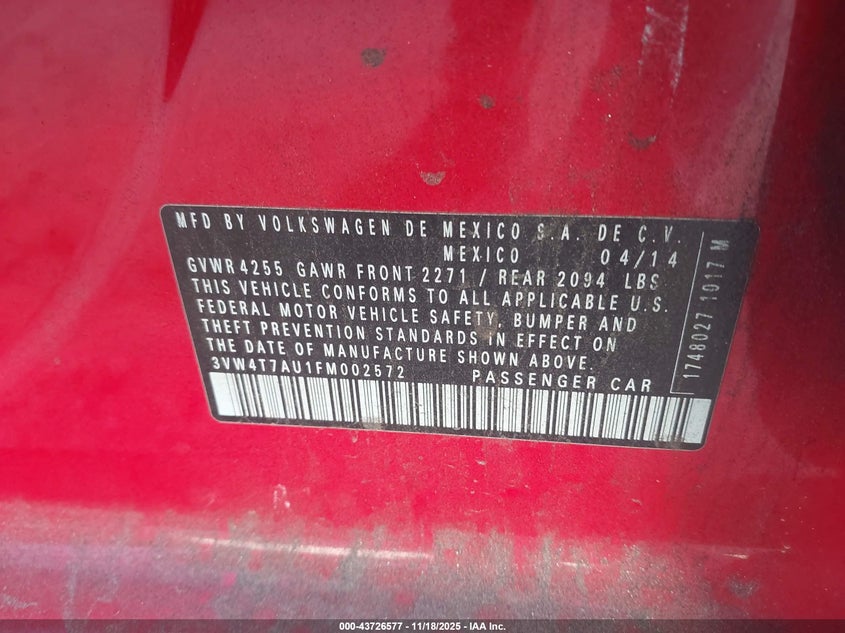 MFD BY VOLKSWAGEN DE MEXICO S.A. DE C.V.
MEXICO 04/14
GVWR 4255 GAWR FRONT 2271 / REAR 2094 LBS
THIS VEHICLE CONFORMS TO ALL APPLICABLE U.S.
FEDERAL MOTOR VEHICLE SAFETY, BUMPER AND
THEFT PREVENTION STANDARDS IN EFFECT ON
THE DATE OF MANUFACTURE SHOWN ABOVE.
3VW4T7AU1FM002572 PASSENGER CAR
1748027 1017 M
000-43726577 - 11/18/2025 - IAA Inc.